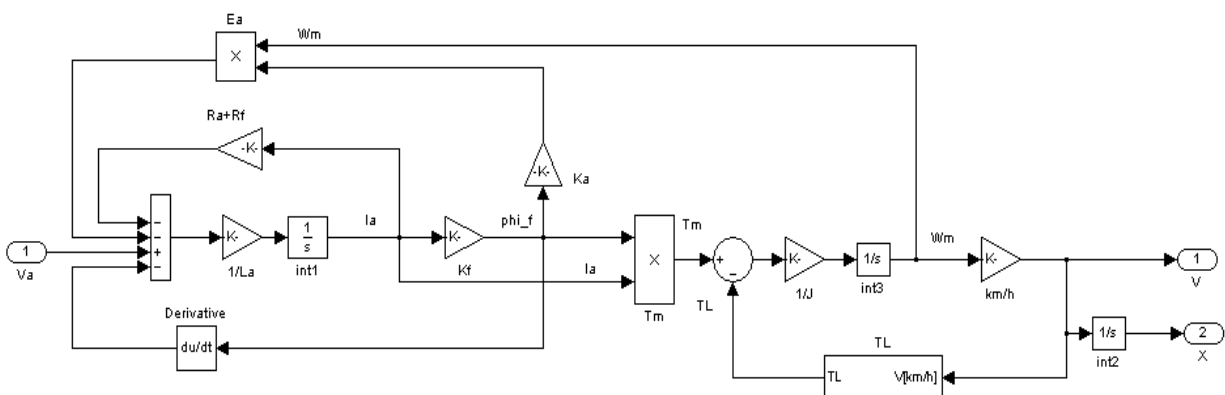 Ea
Wm
X
Ra+Rf
-K-
-K-
Ka
Ia
phi_f
Tm
Wm
1
Va
−
−
+
−
K-
1/La
1
s
int1
K-
Kf
Ia
X
Tm
+
−
TL
K-
1/J
1/s
int3
K-
km/h
1
V
Derivative
du/dt
TL
TL
V[km/h]
1/s
int2
2
X